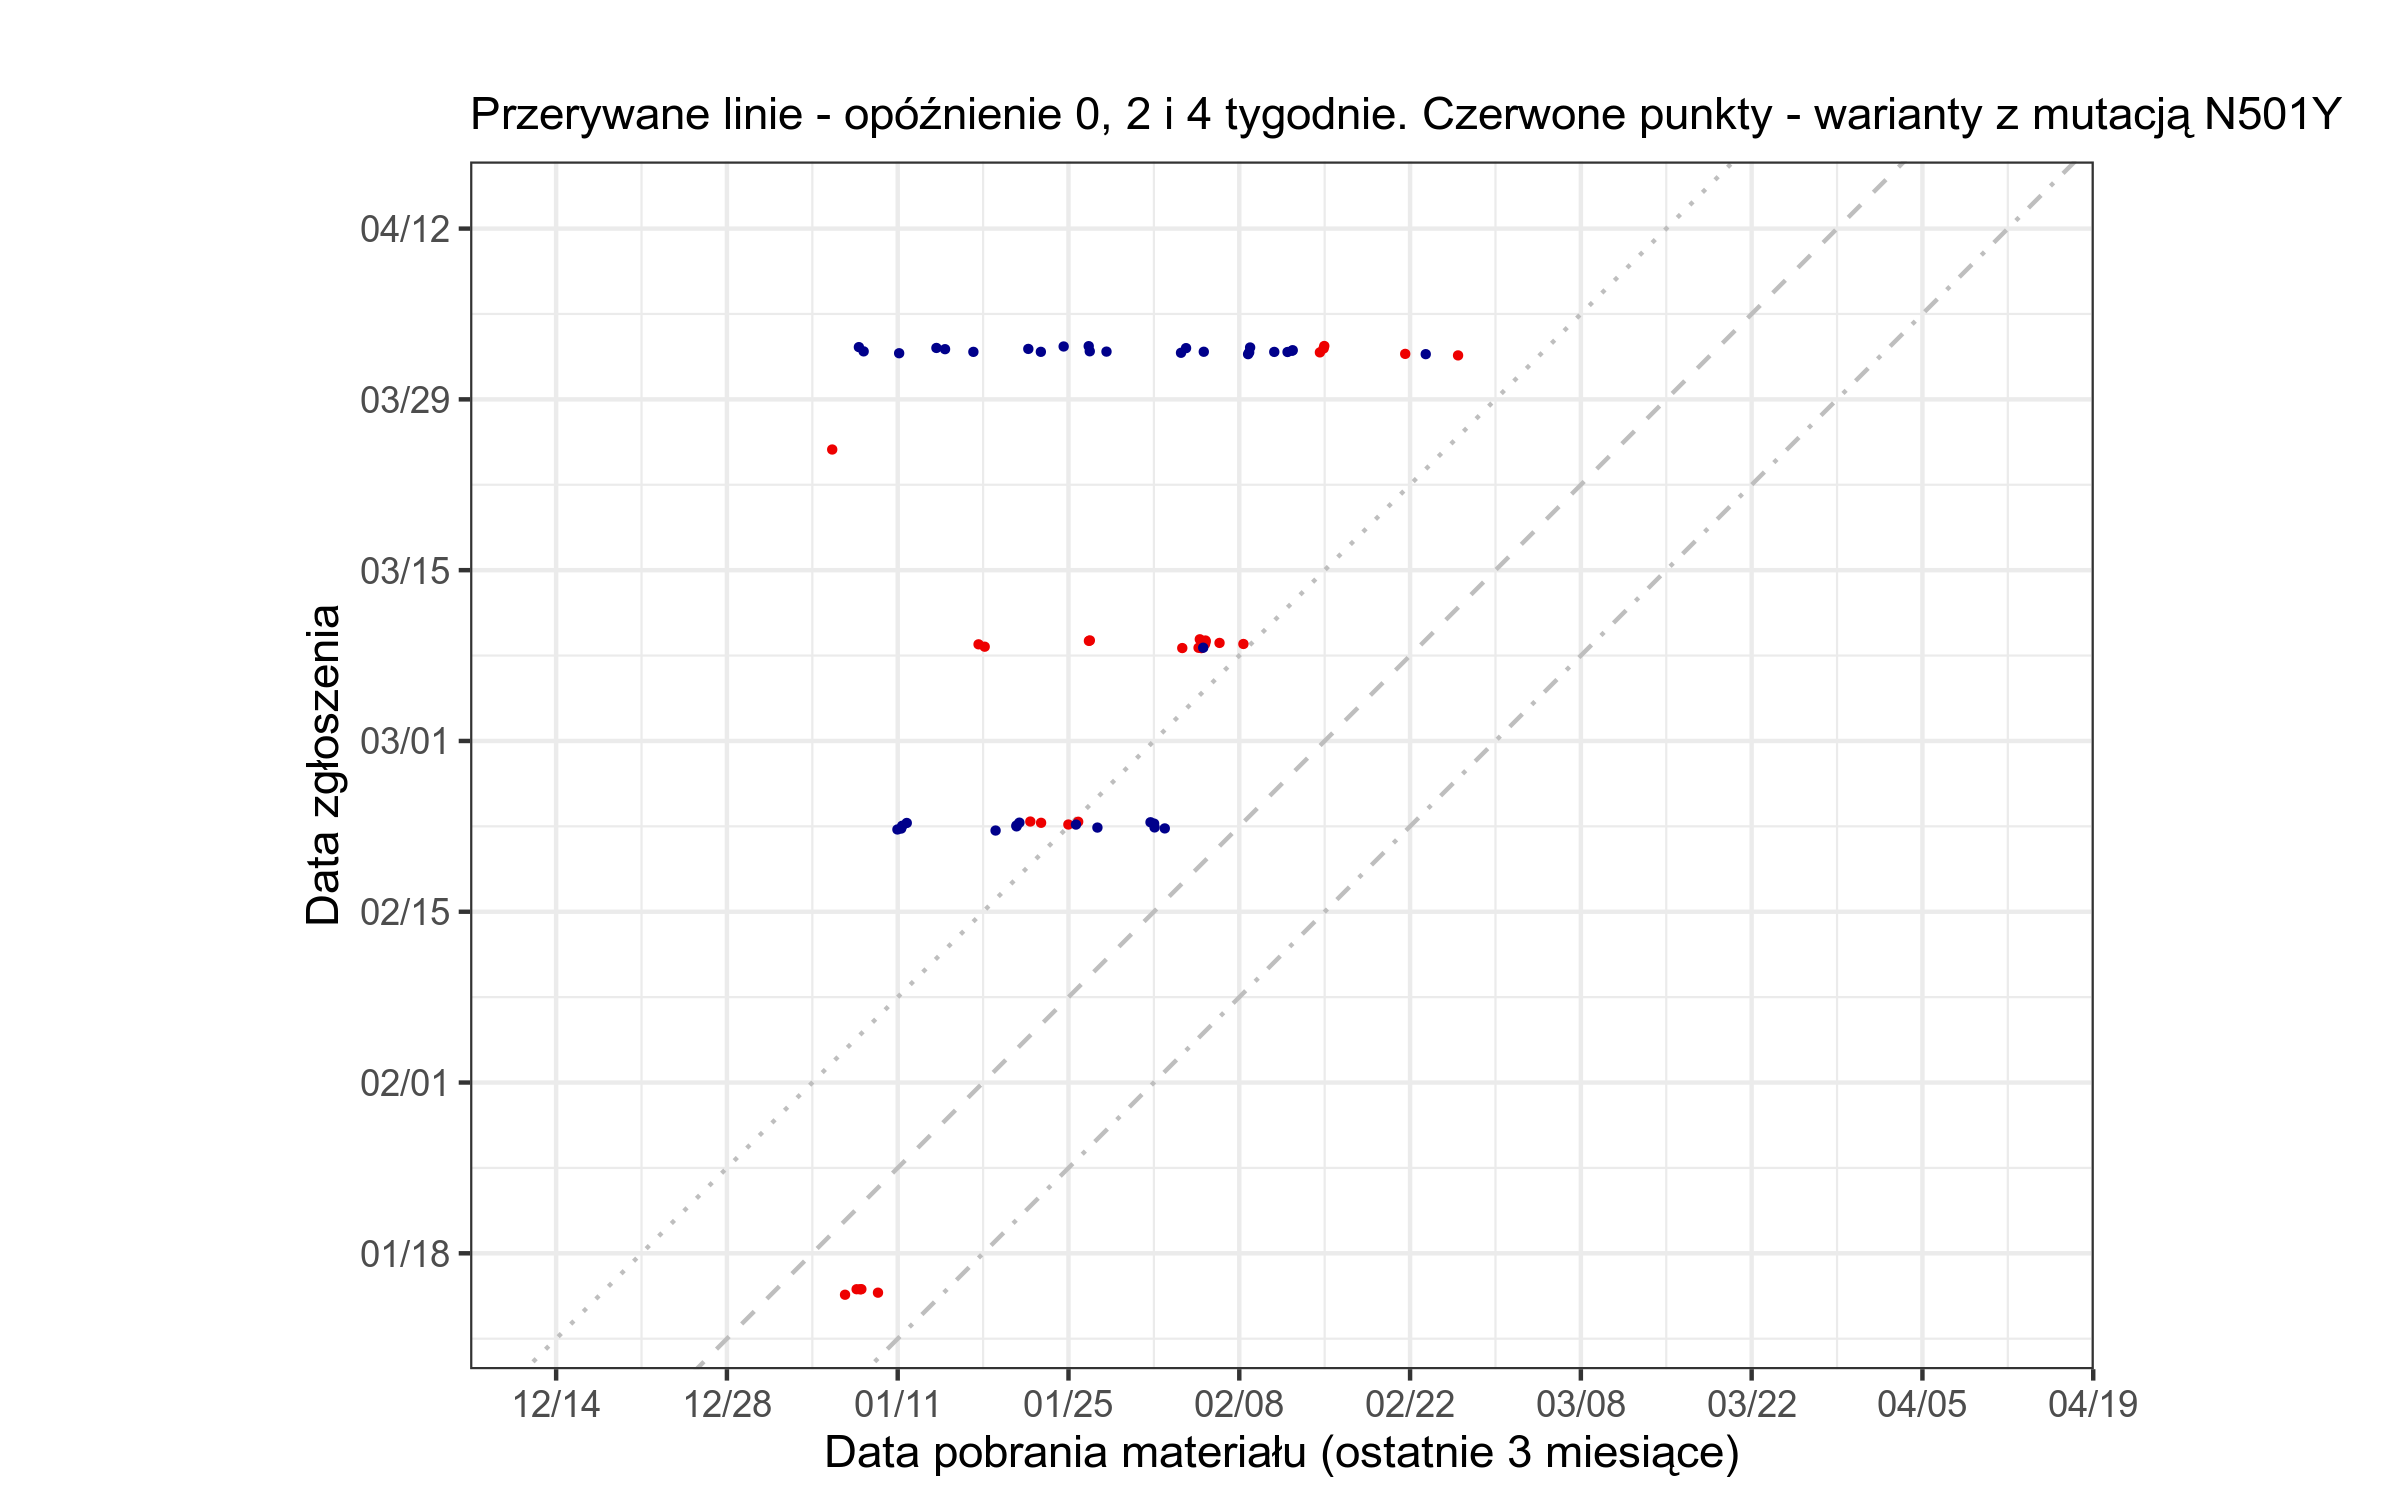 Przerywane linie - opóźnienie 0, 2 i 4 tygodnie. Czerwone punkty - warianty z mutacją N501Y
Data zgłoszenia
04/12
03/29
03/15
03/01
02/15
02/01
01/18
12/14 12/28 01/11 01/25 02/08 02/22 03/08 03/22 04/05 04/19
Data pobrania materiału (ostatnie 3 miesiące)